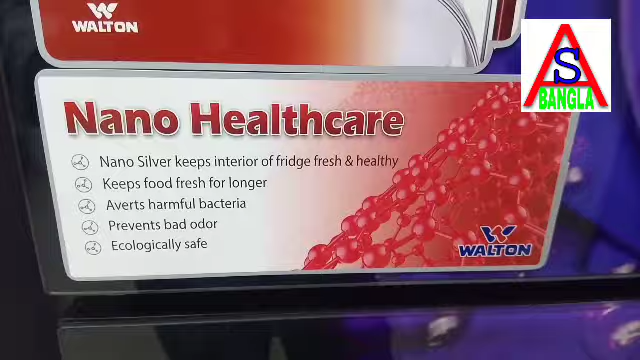 WALTON
AS
BANGLA
Nano Healthcare
Nano Silver keeps interior of fridge fresh & healthy
Keeps food fresh for longer
Averts harmful bacteria
Prevents bad odor
Ecologically safe
WALTON